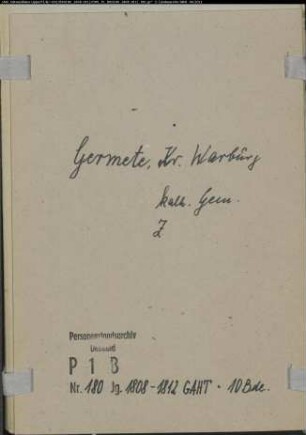 Germete, Kr. Warburg
kath. Gem.
Z
Personenstandsarchiv
Detmold
P 1 B
Nr. 180 Jg. 1808-1812 GAHT · 10 Bde.